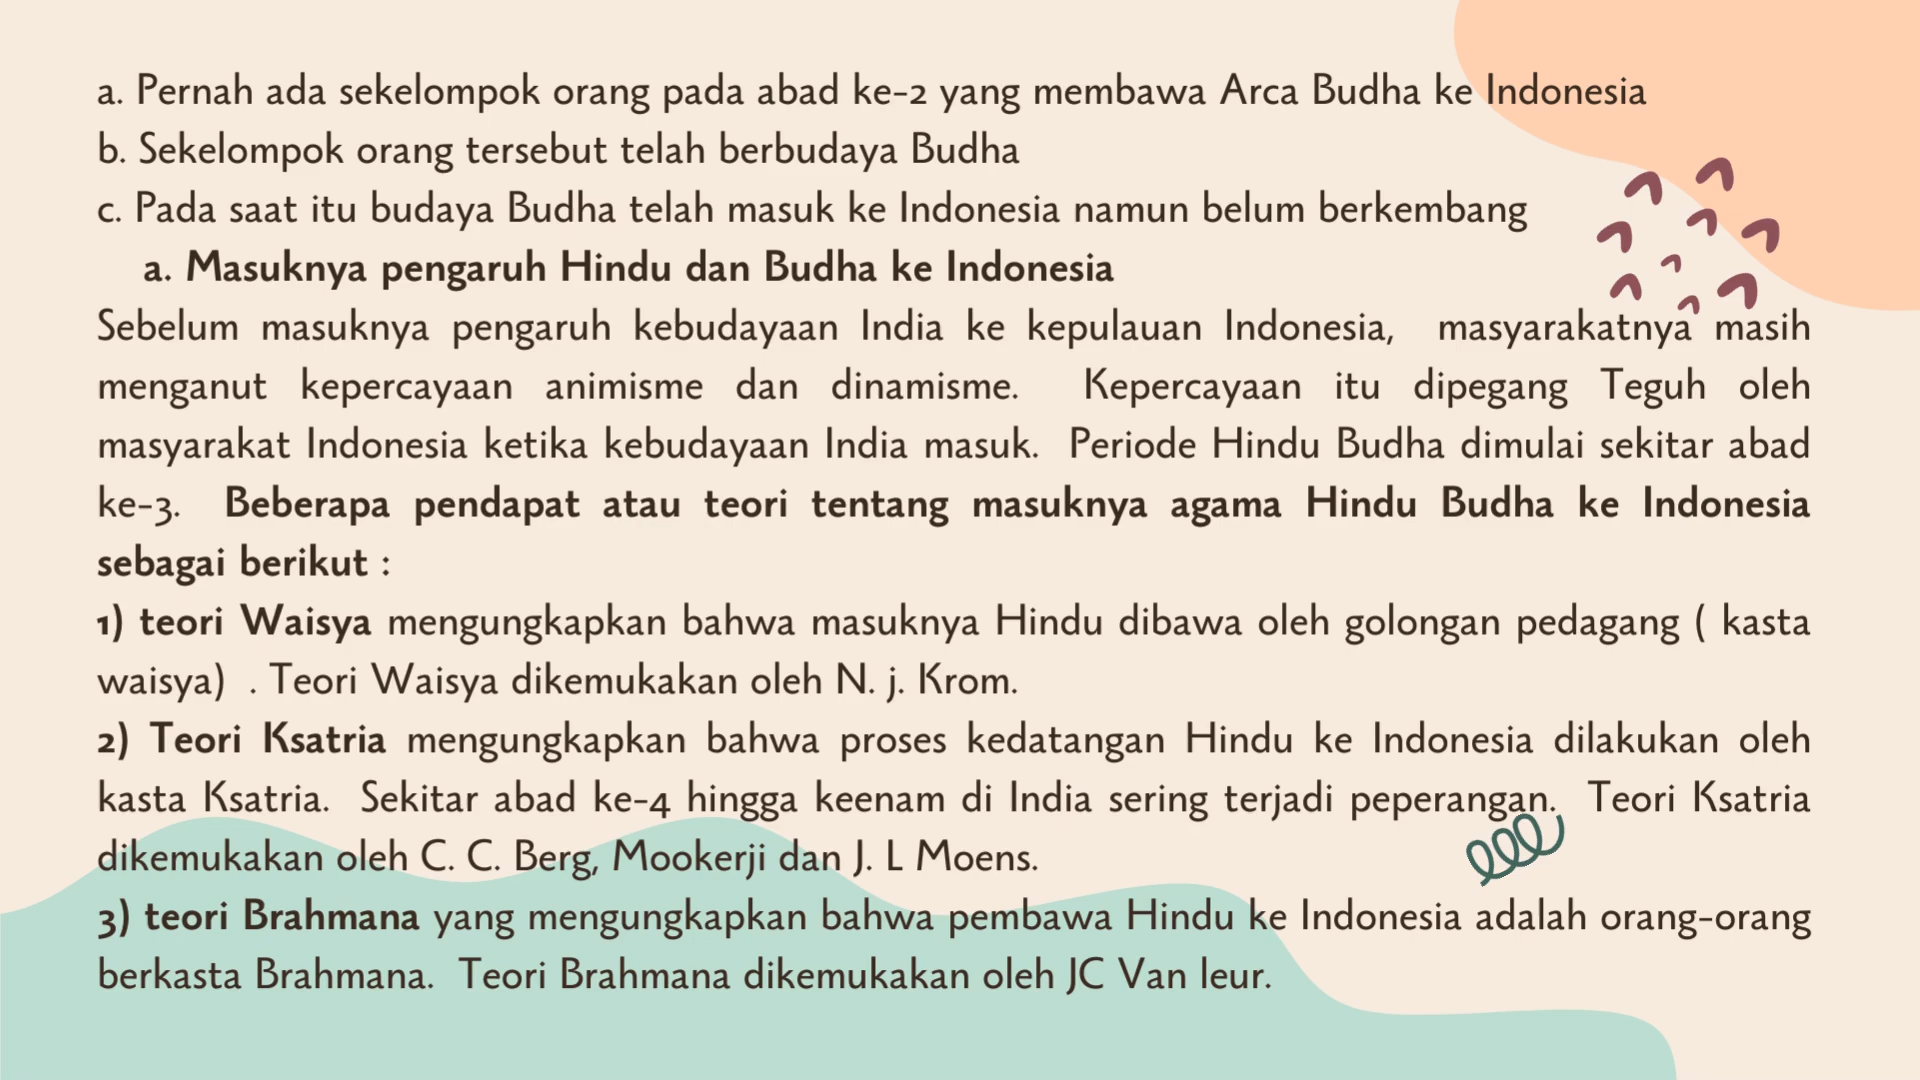 a. Pernah ada sekelompok orang pada abad ke-2 yang membawa Arca Budha ke Indonesia
b. Sekelompok orang tersebut telah berbudaya Budha
c. Pada saat itu budaya Budha telah masuk ke Indonesia namun belum berkembang
a. Masuknya pengaruh Hindu dan Budha ke Indonesia
Sebelum masuknya pengaruh kebudayaan India ke kepulauan Indonesia, masyarakatnya masih
menganut kepercayaan animisme dan dinamisme. Kepercayaan itu dipegang Teguh oleh
masyarakat Indonesia ketika kebudayaan India masuk. Periode Hindu Budha dimulai sekitar abad
ke-3. Beberapa pendapat atau teori tentang masuknya agama Hindu Budha ke Indonesia
sebagai berikut :
1) teori Waisya mengungkapkan bahwa masuknya Hindu dibawa oleh golongan pedagang ( kasta
waisya) . Teori Waisya dikemukakan oleh N. j. Krom.
2) Teori Ksatria mengungkapkan bahwa proses kedatangan Hindu ke Indonesia dilakukan oleh
kasta Ksatria. Sekitar abad ke-4 hingga keenam di India sering terjadi peperangan. Teori Ksatria
dikemukakan oleh C. C. Berg, Mookerji dan J. L Moens.
3) teori Brahmana yang mengungkapkan bahwa pembawa Hindu ke Indonesia adalah orang-orang
berkasta Brahmana. Teori Brahmana dikemukakan oleh JC Van leur.